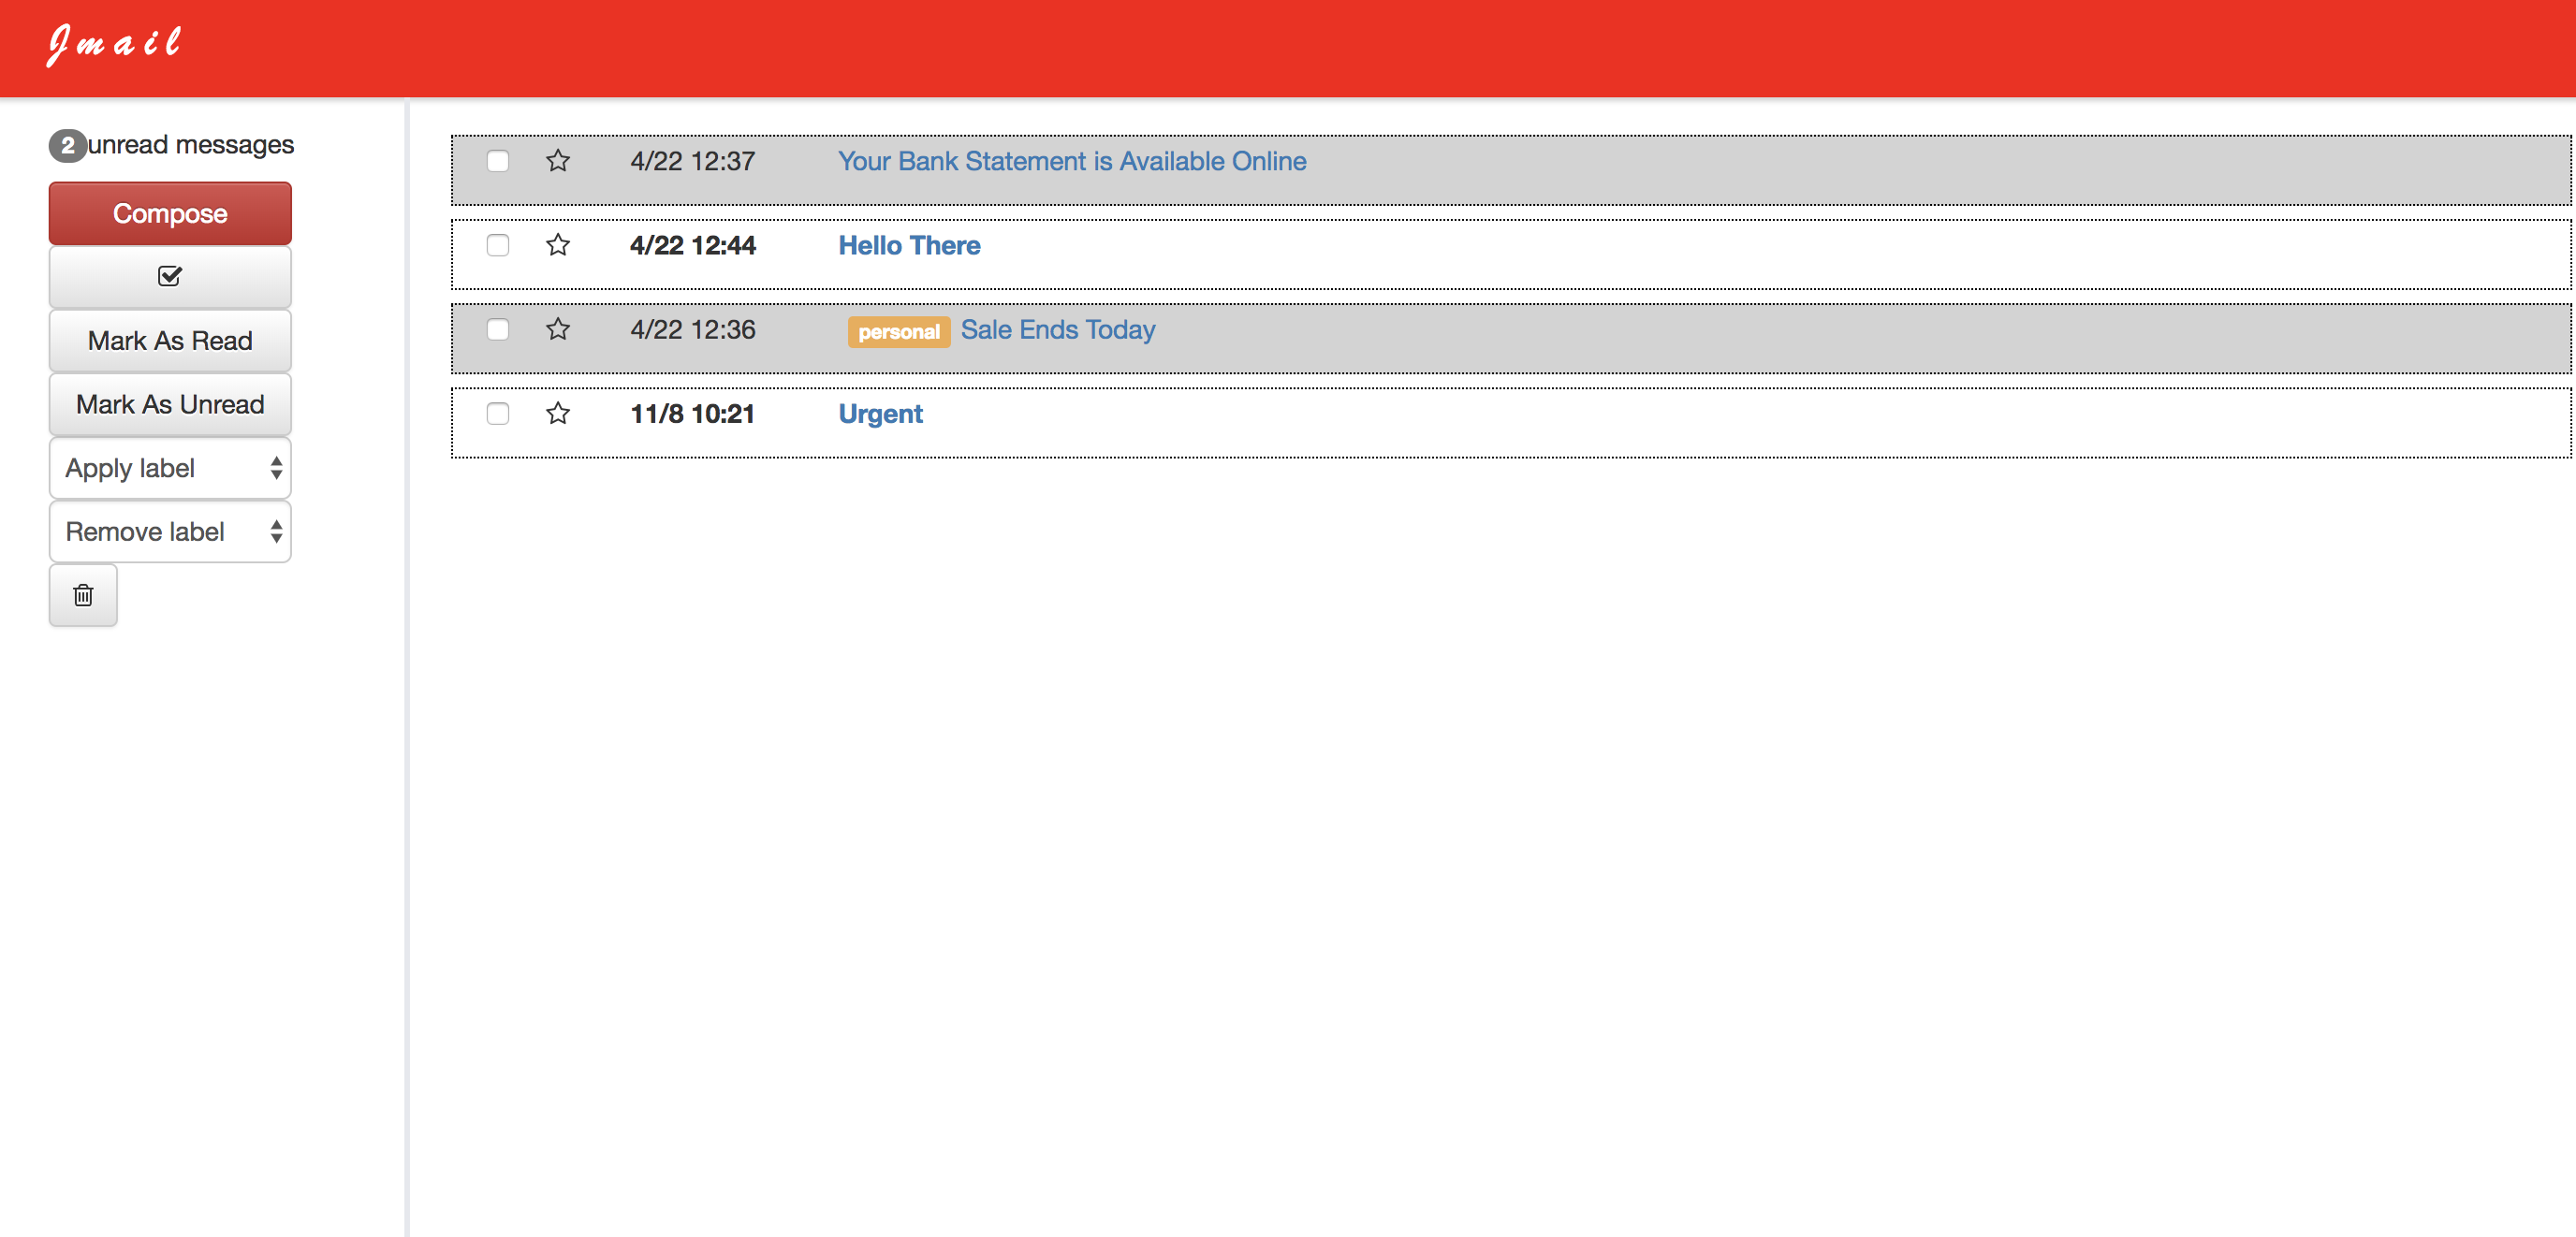 Jmail
2 unread messages
Compose
Mark As Read
Mark As Unread
Apply label
Remove label
4/22 12:37 Your Bank Statement is Available Online
4/22 12:44 Hello There
4/22 12:36 personal Sale Ends Today
11/8 10:21 Urgent